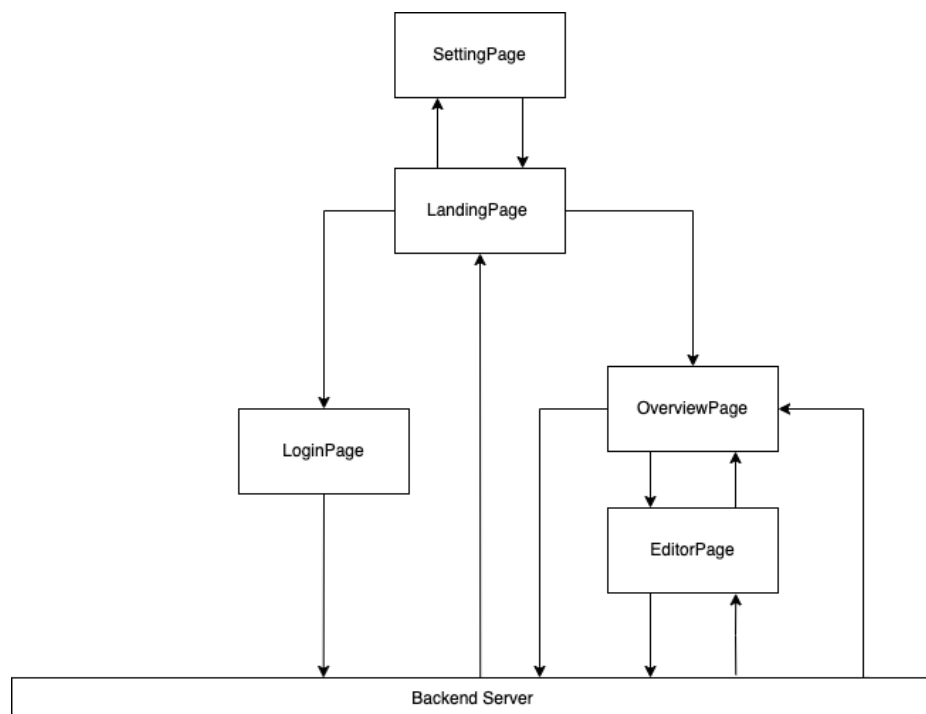 SettingPage
LandingPage
OverviewPage
LoginPage
EditorPage
Backend Server